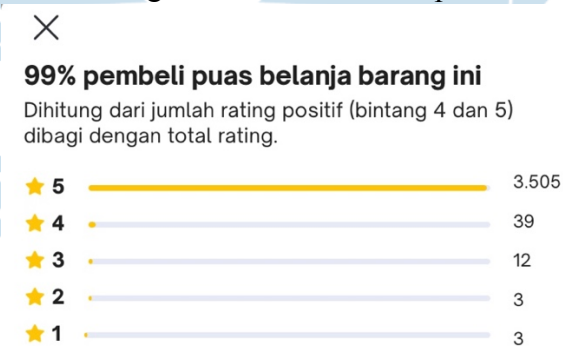 99% pembeli puas belanja barang ini
Dihitung dari jumlah rating positif (bintang 4 dan 5)
dibagi dengan total rating.
5 3.505
4 39
3 12
2 3
1 3